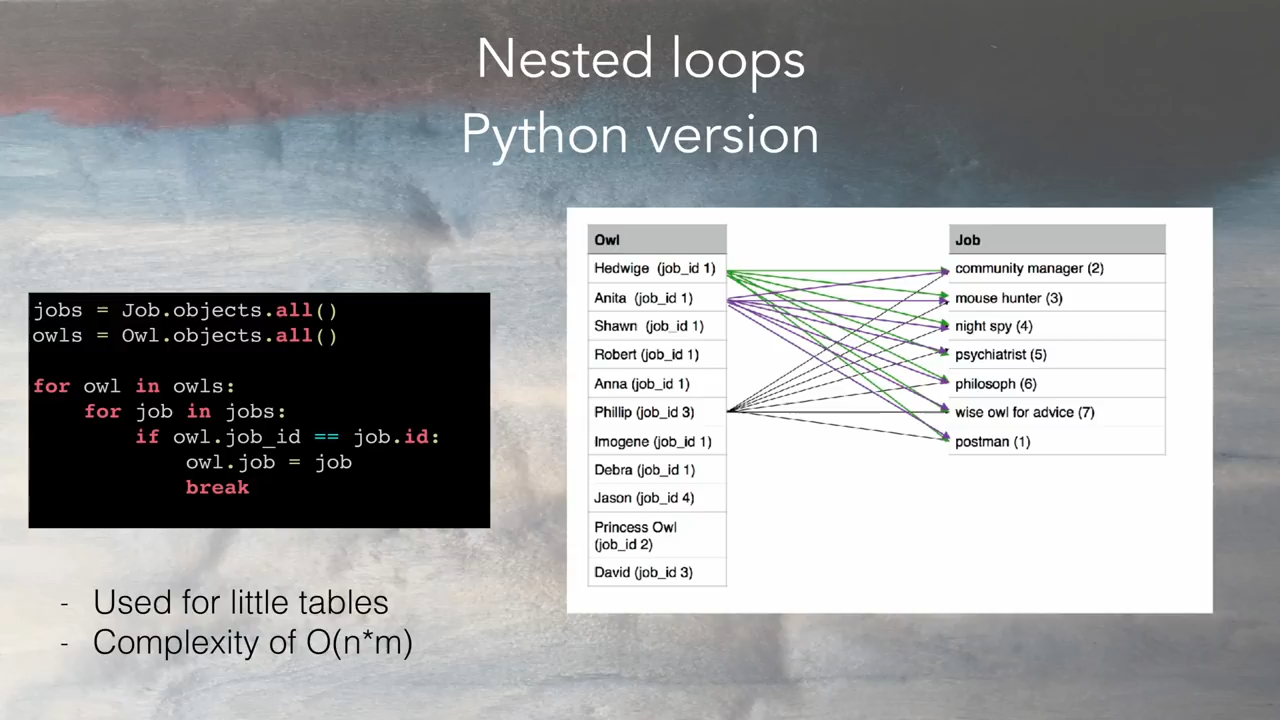 Nested loops
Python version
jobs = Job.objects.all()
owls = Owl.objects.all()
for owl in owls:
for job in jobs:
if owl.job_id == job.id:
owl.job = job
break
- Used for little tables
- Complexity of O(n*m)
Owl
Hedwige (job_id 1)
Anita (job_id 1)
Shawn (job_id 1)
Robert (job_id 1)
Anna (job_id 1)
Phillip (job_id 3)
Imogene (job_id 1)
Debra (job_id 1)
Jason (job_id 4)
Princess Owl
(job_id 2)
David (job_id 3)
Job
community manager (2)
mouse hunter (3)
night spy (4)
psychiatrist (5)
philosoph (6)
wise owl for advice (7)
postman (1)